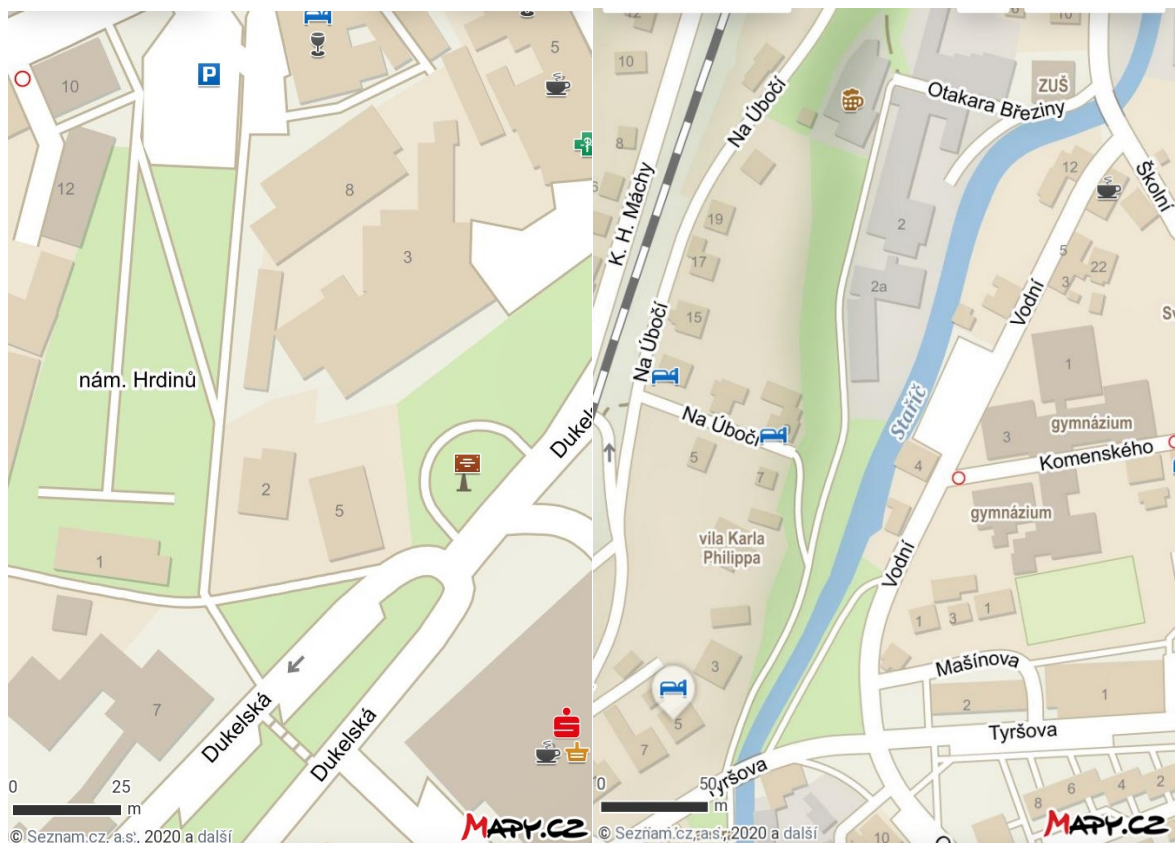 10
P
5
12
8
3
nám. Hrdinů
2
5
1
7
Dukelská
Dukelská
0 25
m
© Seznam.cz, a.s., 2020 a další
MAPY.CZ
12
10
8
K. H. Máchy
Na Úbočí
19
17
15
Na Úbočí
Na Úbočí
5
7
vila Karla
Philippa
3
5
7
Otakara Březiny
ZUŠ
10
Školní
12
2
2a
5
3
22
Vodní
Stařič
1
3
gymnázium
Komenského
4
gymnázium
Vodní
1
3
1
Mašínova
2
1
Tyršova
Tyršova
8
6
4
2
10
0 50
m
© Seznam.cz, a.s., 2020 a další
MAPY.CZ